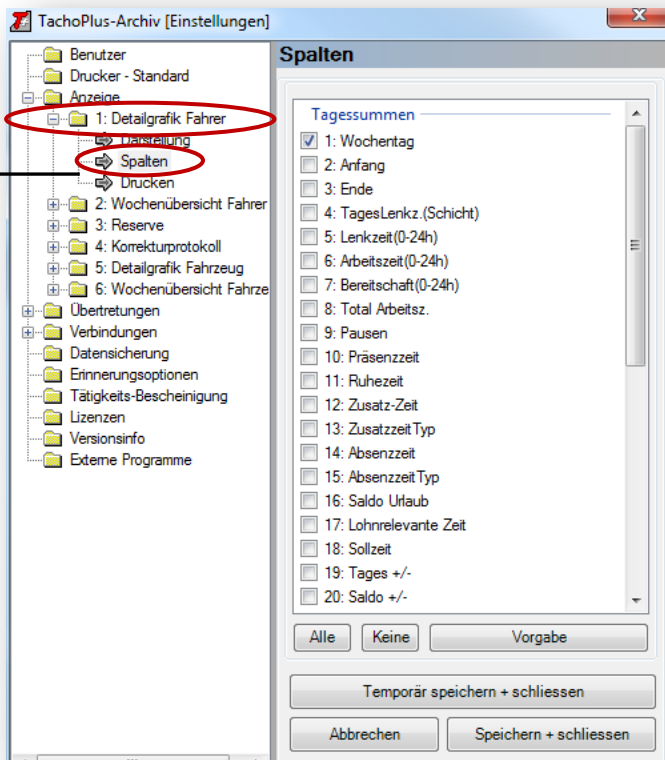 TachoPlus-Archiv [Einstellungen]
Benutzer
Drucker - Standard
Anzeige
1: Detailgrafik Fahrer
Darstellung
Spalten
Drucken
2: Wochenübersicht Fahrer
3: Reserve
4: Korrekturprotokoll
5: Detailgrafik Fahrzeug
6: Wochenübersicht Fahrze
Übertretungen
Verbindungen
Datensicherung
Erinnerungsoptionen
Tätigkeits-Bescheinigung
Lizenzen
Versionsinfo
Externe Programme
Spalten
Tagessummen
1: Wochentag
2: Anfang
3: Ende
4: TagesLenkz.(Schicht)
5: Lenkzeit(0-24h)
6: Arbeitszeit(0-24h)
7: Bereitschaft(0-24h)
8: Total Arbeitsz.
9: Pausen
10: Präsenzzeit
11: Ruhezeit
12: Zusatz-Zeit
13: ZusatzzeitTyp
14: Absenzzeit
15: AbsenzzeitTyp
16: Saldo Urlaub
17: Lohnrelevante Zeit
18: Sollzeit
19: Tages +/-
20: Saldo +/-
Alle Keine Vorgabe
Temporär speichern + schliessen
Abbrechen Speichern + schliessen